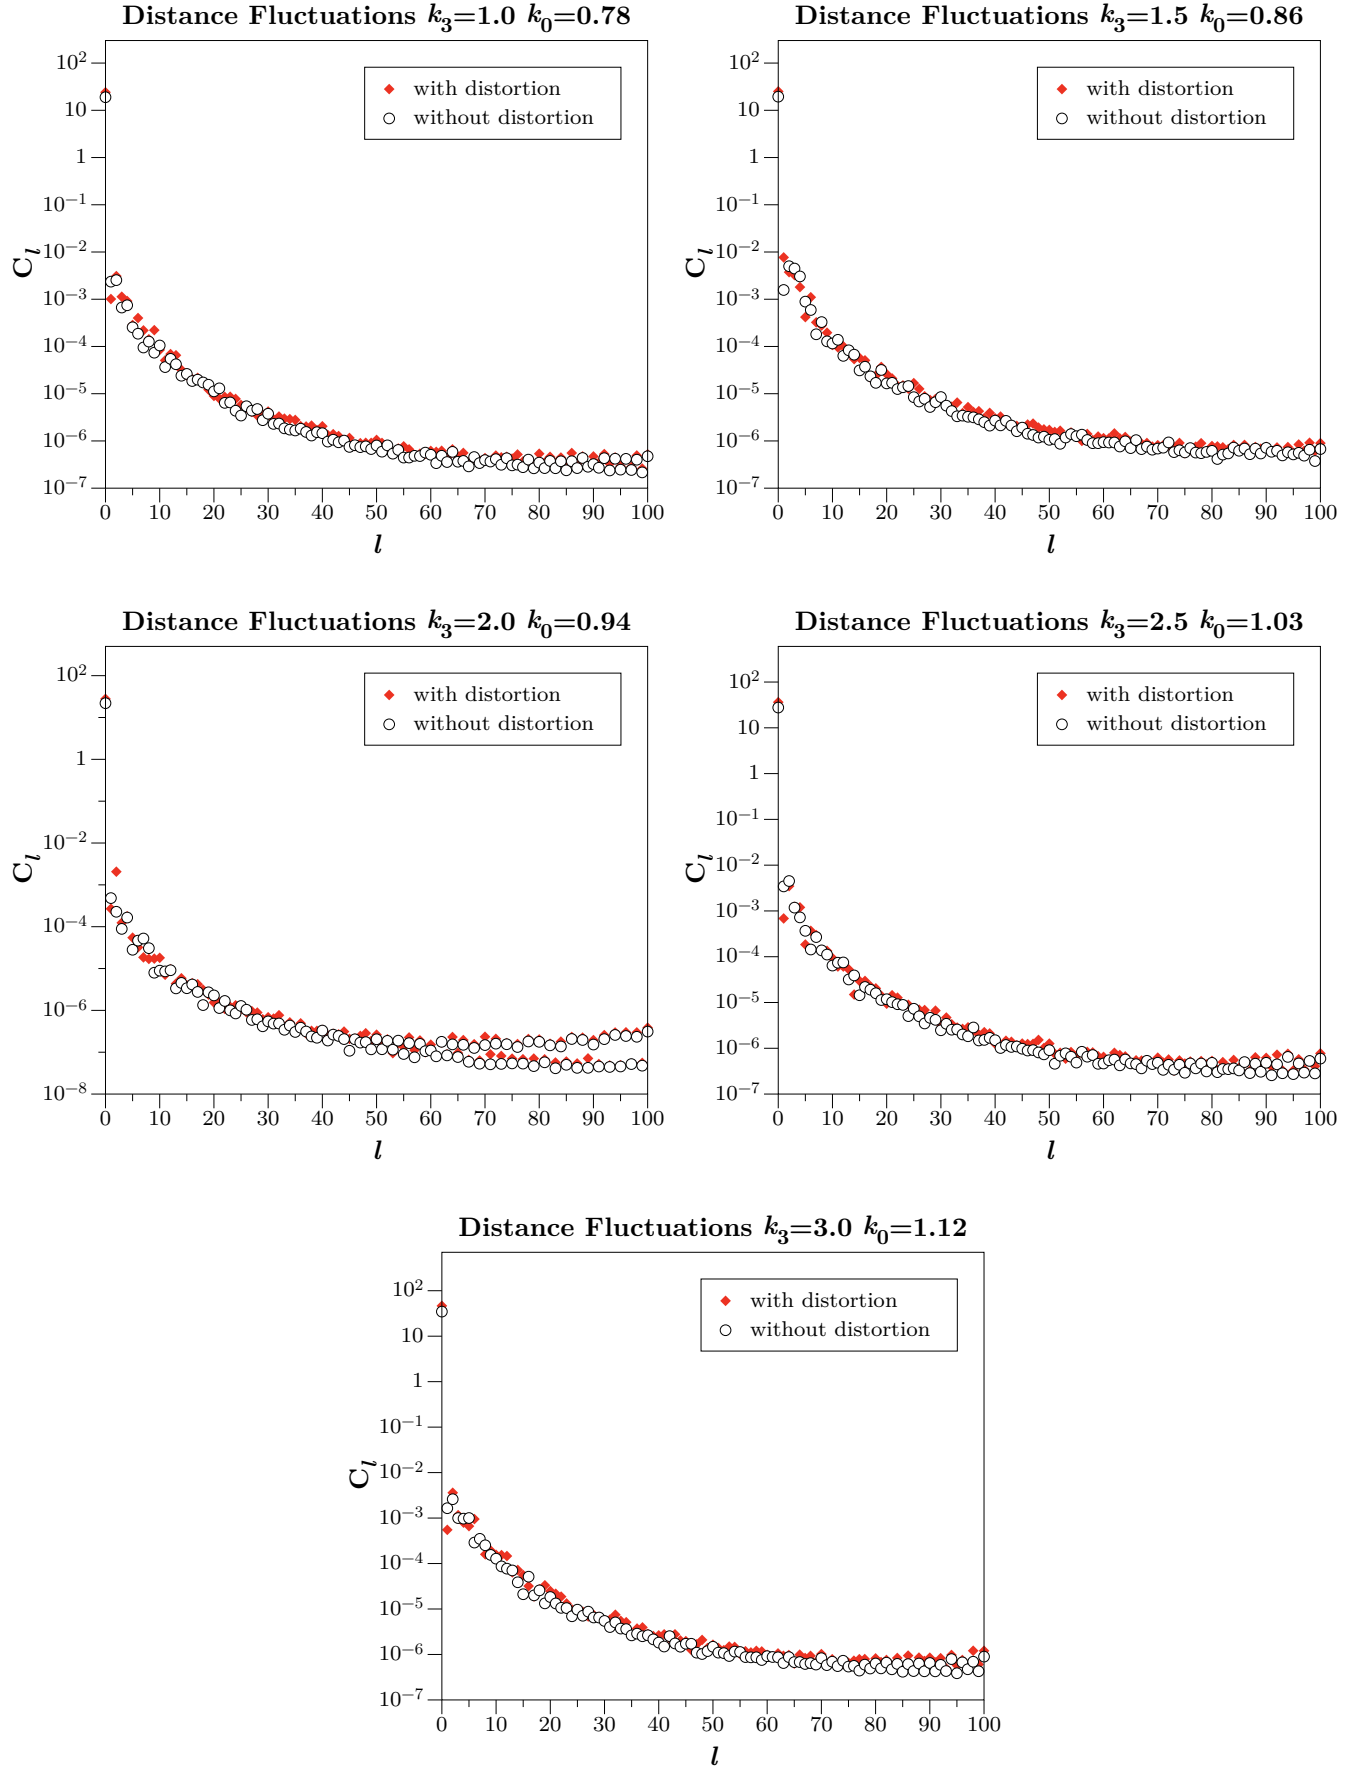 Distance Fluctuations k₃=1.0 k₀=0.78
with distortion
without distortion
10²
10
1
10⁻¹
10⁻²
10⁻³
10⁻⁴
10⁻⁵
10⁻⁶
10⁻⁷
C_l
0 10 20 30 40 50 60 70 80 90 100
l
Distance Fluctuations k₃=1.5 k₀=0.86
with distortion
without distortion
10²
10
1
10⁻¹
10⁻²
10⁻³
10⁻⁴
10⁻⁵
10⁻⁶
10⁻⁷
C_l
0 10 20 30 40 50 60 70 80 90 100
l
Distance Fluctuations k₃=2.0 k₀=0.94
with distortion
without distortion
10²
1
10⁻²
10⁻⁴
10⁻⁶
10⁻⁸
C_l
0 10 20 30 40 50 60 70 80 90 100
l
Distance Fluctuations k₃=2.5 k₀=1.03
with distortion
without distortion
10²
10
1
10⁻¹
10⁻²
10⁻³
10⁻⁴
10⁻⁵
10⁻⁶
10⁻⁷
C_l
0 10 20 30 40 50 60 70 80 90 100
l
Distance Fluctuations k₃=3.0 k₀=1.12
with distortion
without distortion
10²
10
1
10⁻¹
10⁻²
10⁻³
10⁻⁴
10⁻⁵
10⁻⁶
10⁻⁷
C_l
0 10 20 30 40 50 60 70 80 90 100
l